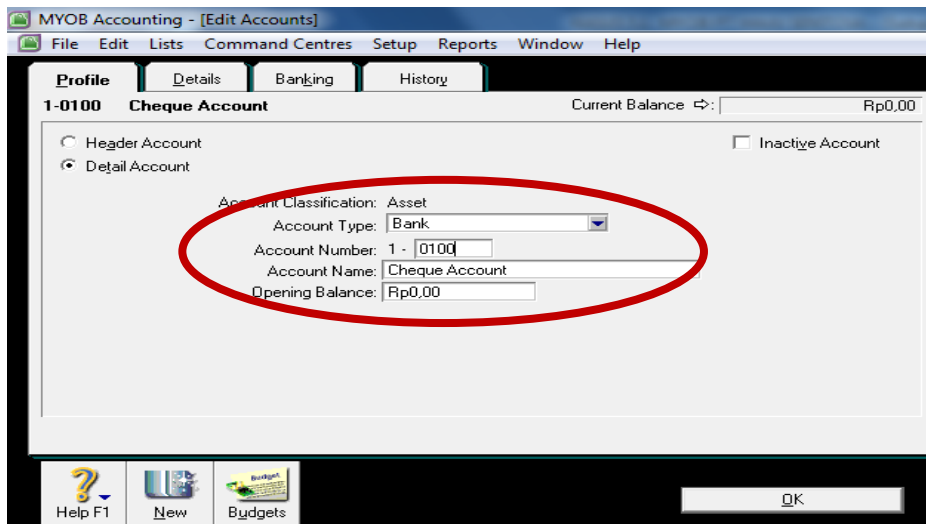 MYOB Accounting - [Edit Accounts]
File Edit Lists Command Centres Setup Reports Window Help
Profile Details Banking History
1-0100 Cheque Account Current Balance ⇨: Rp0,00
Header Account Inactive Account
Detail Account
Account Classification: Asset
Account Type: Bank
Account Number: 1 - 0100
Account Name: Cheque Account
Opening Balance: Rp0,00
Budget
Help F1 New Budgets OK